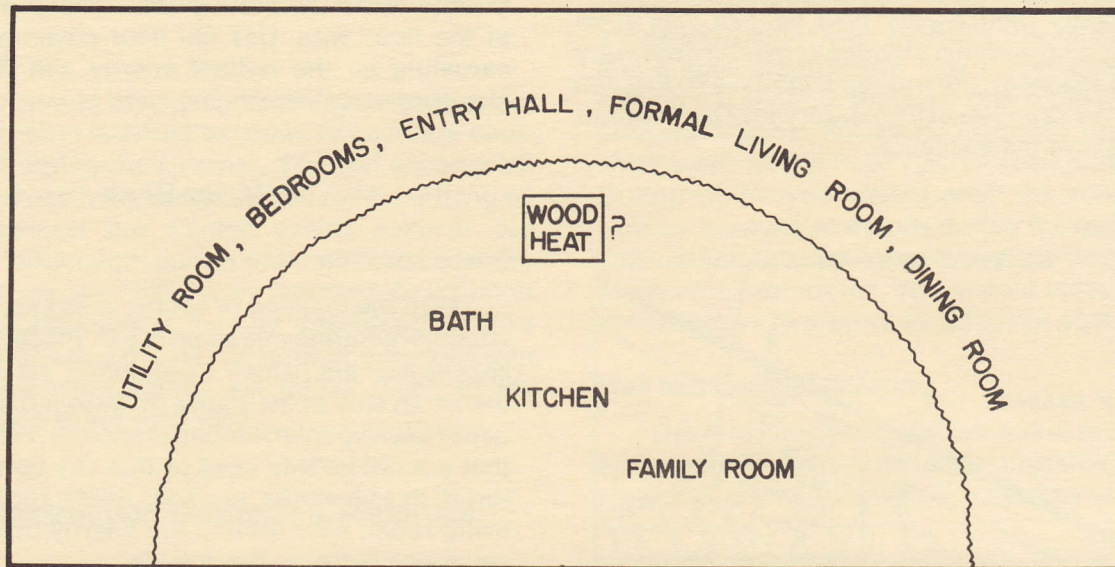 UTILITY ROOM, BEDROOMS, ENTRY HALL, FORMAL LIVING ROOM, DINING ROOM
WOOD
HEAT ?
BATH
KITCHEN
FAMILY ROOM